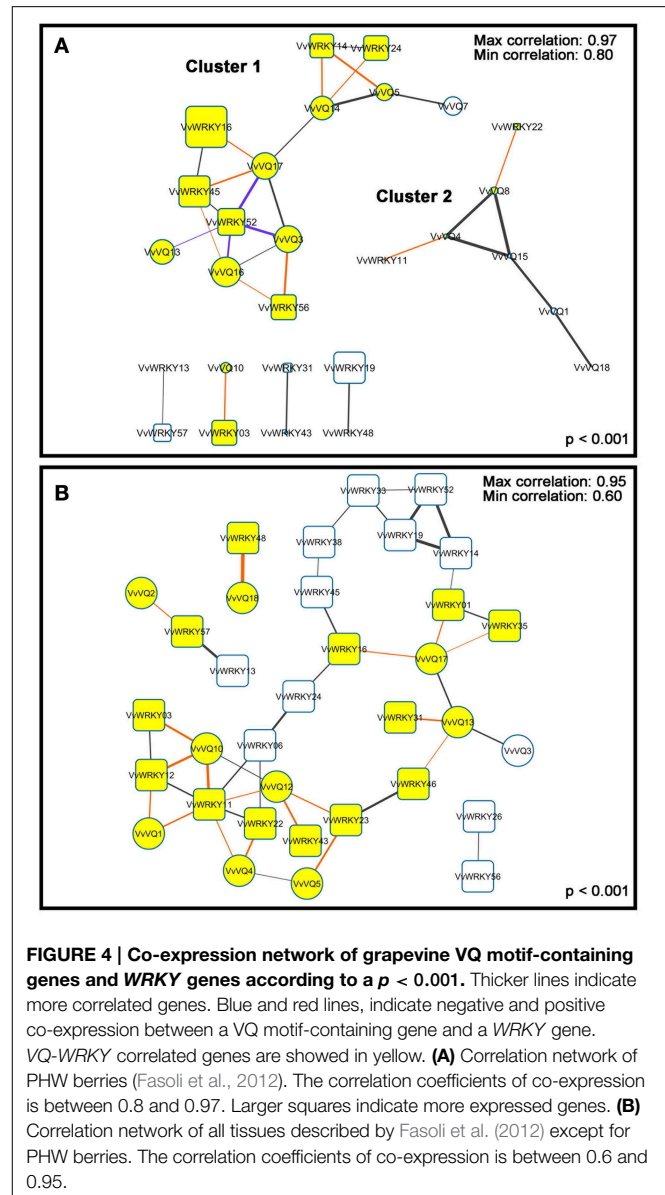 A
Max correlation: 0.97
Min correlation: 0.80
Cluster 1
VvWRKY14
VvWRKY24
VvVQ5
VvVQ7
VvVQ14
VvWRKY16
VvWRKY22
VvVQ17
Cluster 2
VvWRKY45
VvVQ8
VvWRKY52
VvVQ3
VvVQ4
VvVQ13
VvVQ15
VvWRKY11
VvVQ16
VvWRKY56
VvVQ1
VvWRKY13
VvVQ10
VvWRKY31
VvWRKY19
VvVQ18
VvWRKY57
VvWRKY03
VvWRKY43
VvWRKY48
p < 0.001
B
Max correlation: 0.95
Min correlation: 0.60
VvWRKY33
VvWRKY52
VvWRKY48
VvWRKY38
VvWRKY19
VvWRKY14
VvVQ2
VvVQ18
VvWRKY45
VvWRKY01
VvWRKY57
VvWRKY35
VvWRKY16
VvVQ17
VvWRKY13
VvWRKY24
VvWRKY03
VvWRKY31
VvVQ13
VvVQ10
VvWRKY06
VvVQ3
VvWRKY12
VvVQ12
VvWRKY46
VvWRKY11
VvWRKY22
VvWRKY23
VvWRKY26
VvVQ1
VvWRKY43
VvVQ4
VvVQ5
VvWRKY56
p < 0.001
FIGURE 4 | Co-expression network of grapevine VQ motif-containing
genes and WRKY genes according to a p < 0.001. Thicker lines indicate
more correlated genes. Blue and red lines, indicate negative and positive
co-expression between a VQ motif-containing gene and a WRKY gene.
VQ-WRKY correlated genes are showed in yellow. (A) Correlation network of
PHW berries (Fasoli et al., 2012). The correlation coefficients of co-expression
is between 0.8 and 0.97. Larger squares indicate more expressed genes. (B)
Correlation network of all tissues described by Fasoli et al. (2012) except for
PHW berries. The correlation coefficients of co-expression is between 0.6 and
0.95.